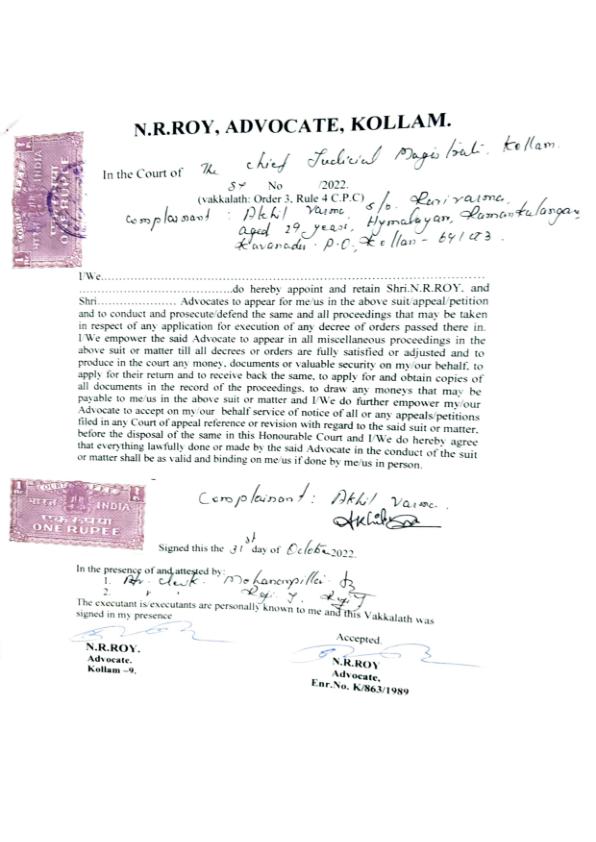 N.R.ROY, ADVOCATE, KOLLAM.
In the Court of The Chief Judicial Magistrate. Kollam.
ST No /2022.
(vakkalath: Order 3, Rule 4 C.P.C)
Complainant : Akhil Varma, s/o. Ravi varma,
aged 29 years, Hymalayan, Ramankulangara,
Kavanadu P.O, Kollam -
COURT FEE
भारत INDIA
एक रुपया
ONE RUPEE
I/We
do hereby appoint and retain Shri.N.R.ROY. and
Shri.................... Advocates to appear for me/us in the above suit/appeal/petition
and to conduct and prosecute/defend the same and all proceedings that may be taken
in respect of any application for execution of any decree of orders passed there in.
I/We empower the said Advocate to appear in all miscellaneous proceedings in the
above suit or matter till all decrees or orders are fully satisfied or adjusted and to
produce in the court any money, documents or valuable security on my/our behalf, to
apply for their return and to receive back the same, to apply for and obtain copies of
all documents in the record of the proceedings, to draw any moneys that may be
payable to me/us in the above suit or matter and I/We do further empower my/our
Advocate to accept on my/our behalf service of notice of all or any appeals/petitions
filed in any Court of appeal reference or revision with regard to the said suit or matter,
before the disposal of the same in this Honourable Court and I/We do hereby agree
that everything lawfully done or made by the said Advocate in the conduct of the suit
or matter shall be as valid and binding on me/us if done by me/us in person.
Complainant : Akhil Varma.
COURT FEE
भारत INDIA
एक रुपया
ONE RUPEE
Signed this the 31st day of October 2022.
In the presence of and attested by:
1. Adv. Clerk. Mohananpillai
2. " " Reji. J.
The executant is/executants are personally known to me and this Vakkalath was
signed in my presence
Accepted.
N.R.ROY.
Advocate.
Kollam –9.
N.R.ROY
Advocate,
Enr.No. K/863/1989